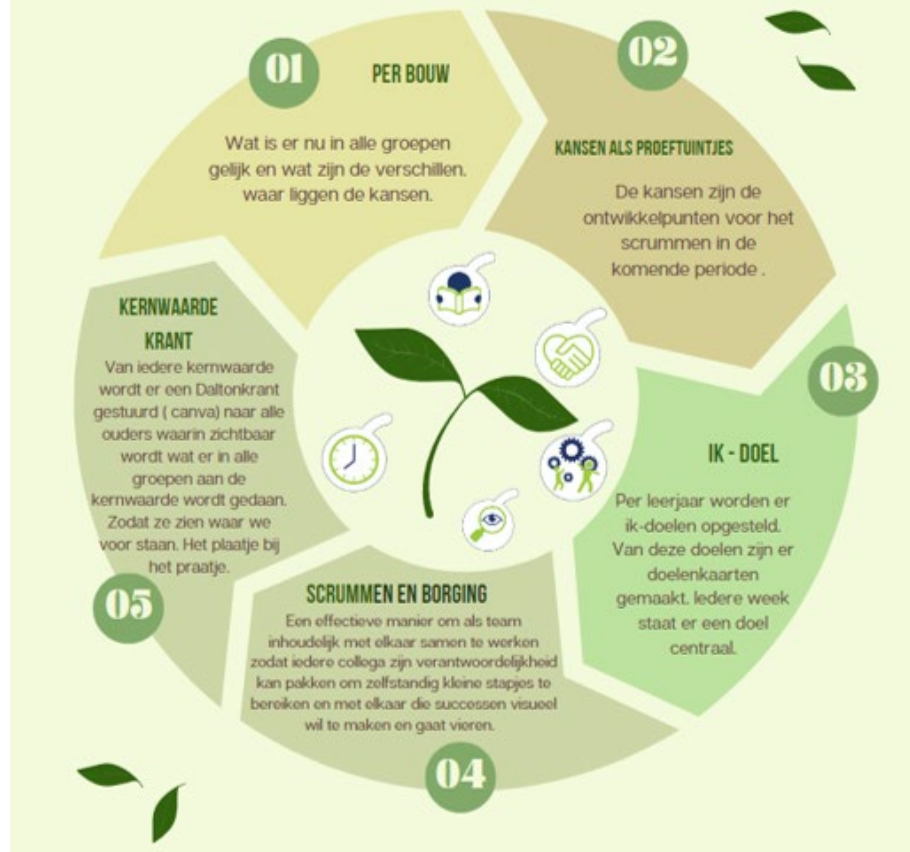 01
PER BOUW
Wat is er nu in alle groepen
gelijk en wat zijn de verschillen.
waar liggen de kansen.
02
KANSEN ALS PROEFTUINTJES
De kansen zijn de
ontwikkelpunten voor het
scrummen in de
komende periode .
03
IK - DOEL
Per leerjaar worden er
ik-doelen opgesteld.
Van deze doelen zijn er
doelenkaarten
gemaakt. Iedere week
staat er een doel
centraal.
SCRUMMEN EN BORGING
Een effectieve manier om als team
inhoudelijk met elkaar samen te werken
zodat iedere collega zijn verantwoordelijkheid
kan pakken om zelfstandig kleine stapjes te
bereiken en met elkaar die successen visueel
wil te maken en gaat vieren.
04
KERNWAARDE
KRANT
Van iedere kernwaarde
wordt er een Daltonkrant
gestuurd ( canva) naar alle
ouders waarin zichtbaar
wordt wat er in alle
groepen aan de
kernwaarde wordt gedaan.
Zodat ze zien waar we
voor staan. Het plaatje bij
het praatje.
05